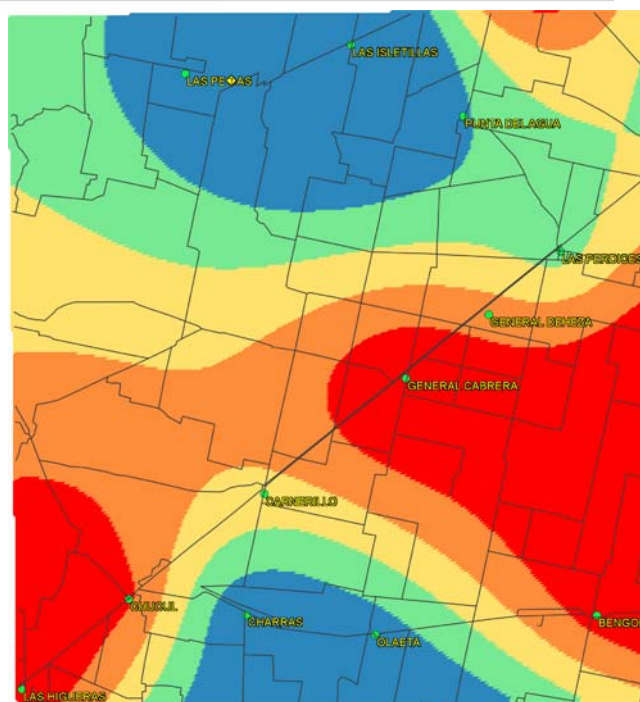 LAS ISLETILLAS
LAS PE�AS
PUNTA DEL AGUA
LAS PERDICES
GENERAL DEHEZA
GENERAL CABRERA
CARNERILLO
CHUCUL
CHARRAS
BENGO
OLAETA
LAS HIGUERAS